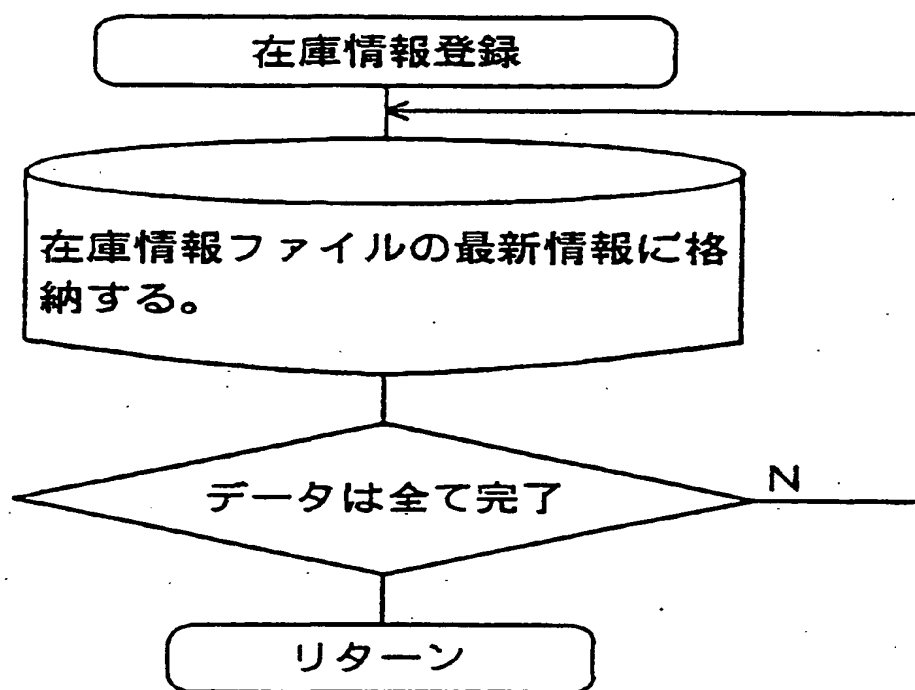 在庫情報登録
在庫情報ファイルの最新情報に格
納する。
データは全て完了
N
リターン